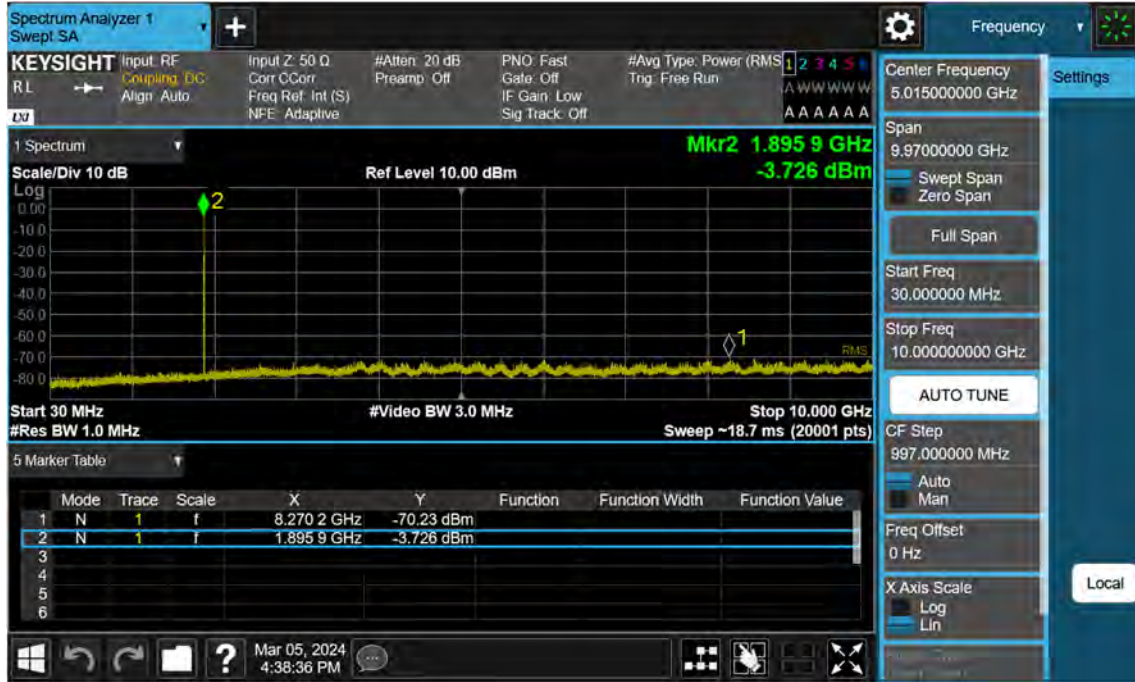 Spectrum Analyzer 1
Swept SA
+
Frequency
KEYSIGHT
RL
LXI
Input: RF
Coupling: DC
Align: Auto
Input Z: 50 Ω
Corr CCorr
Freq Ref: Int (S)
NFE: Adaptive
#Atten: 20 dB
Preamp: Off
PNO: Fast
Gate: Off
IF Gain: Low
Sig Track: Off
#Avg Type: Power (RMS
Trig: Free Run
1 2 3 4 5 6
A W W W W W
A A A A A A
1 Spectrum
Scale/Div 10 dB
Ref Level 10.00 dBm
Mkr2 1.895 9 GHz
-3.726 dBm
Log
0.00
-10.0
-20.0
-30.0
-40.0
-50.0
-60.0
-70.0
-80.0
2
1
RMS
Start 30 MHz
#Res BW 1.0 MHz
#Video BW 3.0 MHz
Stop 10.000 GHz
Sweep ~18.7 ms (20001 pts)
5 Marker Table
Mode Trace Scale X Y Function Function Width Function Value
1 N 1 f 8.270 2 GHz -70.23 dBm
2 N 1 f 1.895 9 GHz -3.726 dBm
3
4
5
6
Mar 05, 2024
4:38:36 PM
Center Frequency
5.015000000 GHz
Span
9.97000000 GHz
Swept Span
Zero Span
Full Span
Start Freq
30.000000 MHz
Stop Freq
10.000000000 GHz
AUTO TUNE
CF Step
997.000000 MHz
Auto
Man
Freq Offset
0 Hz
X Axis Scale
Log
Lin
Settings
Local